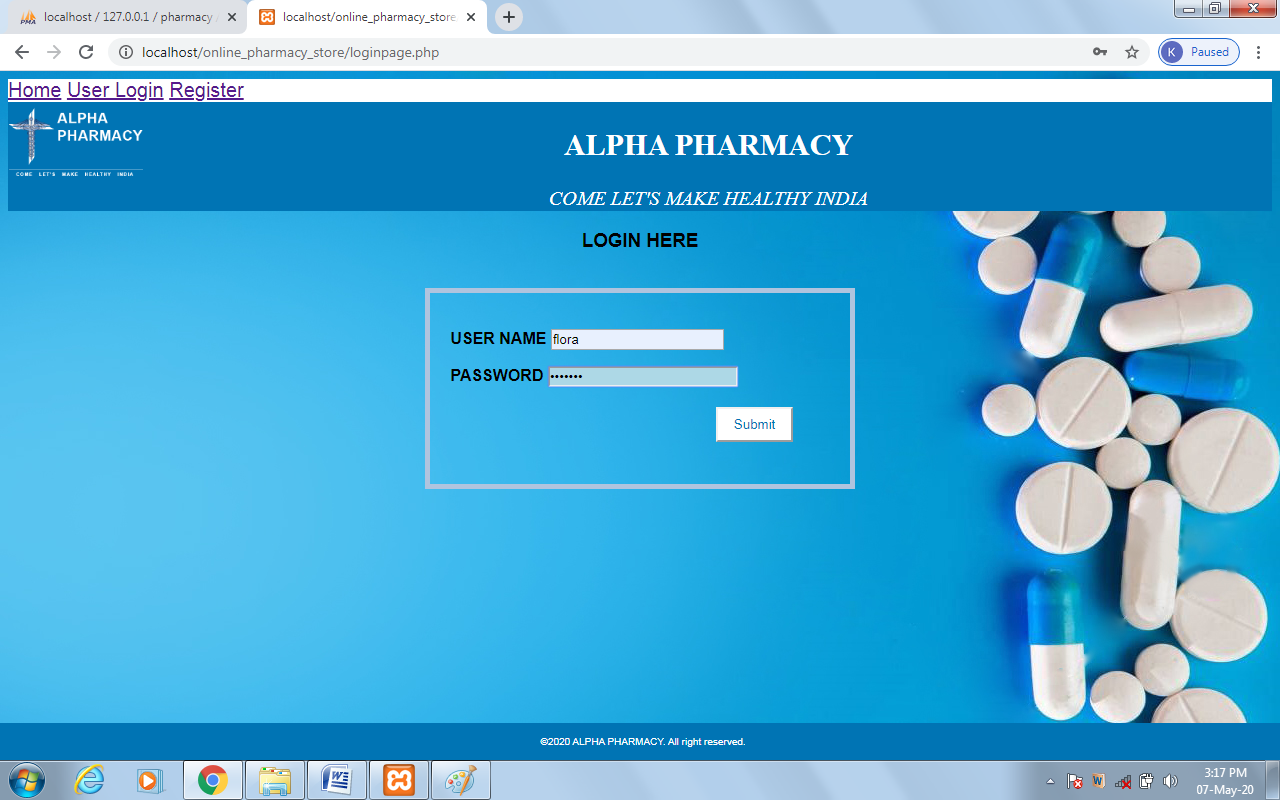 localhost / 127.0.0.1 / pharmacy
localhost/online_pharmacy_store
localhost/online_pharmacy_store/loginpage.php
K Paused
Home User Login Register
ALPHA
PHARMACY
COME LET'S MAKE HEALTHY INDIA
ALPHA PHARMACY
COME LET'S MAKE HEALTHY INDIA
LOGIN HERE
USER NAME flora
PASSWORD •••••••
Submit
©2020 ALPHA PHARMACY. All right reserved.
3:17 PM
07-May-20